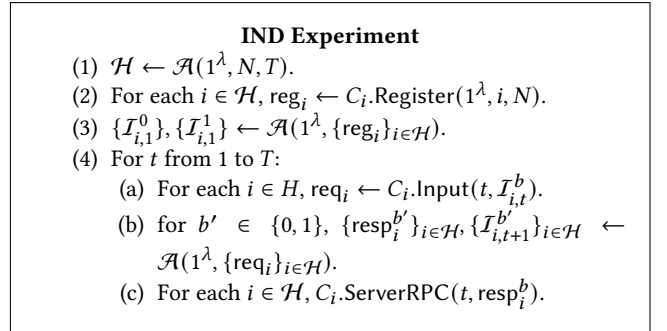 IND Experiment
(1) ℋ ← 𝒜(1^λ, N, T).
(2) For each i ∈ ℋ, reg_i ← C_i.Register(1^λ, i, N).
(3) {ℐ^0_{i,1}}, {ℐ^1_{i,1}} ← 𝒜(1^λ, {reg_i}_{i∈ℋ}).
(4) For t from 1 to T:
(a) For each i ∈ H, req_i ← C_i.Input(t, ℐ^b_{i,t}).
(b) for b′ ∈ {0, 1}, {resp^{b′}_i}_{i∈ℋ}, {ℐ^{b′}_{i,t+1}}_{i∈ℋ} ←
𝒜(1^λ, {req_i}_{i∈ℋ}).
(c) For each i ∈ ℋ, C_i.ServerRPC(t, resp^b_i).